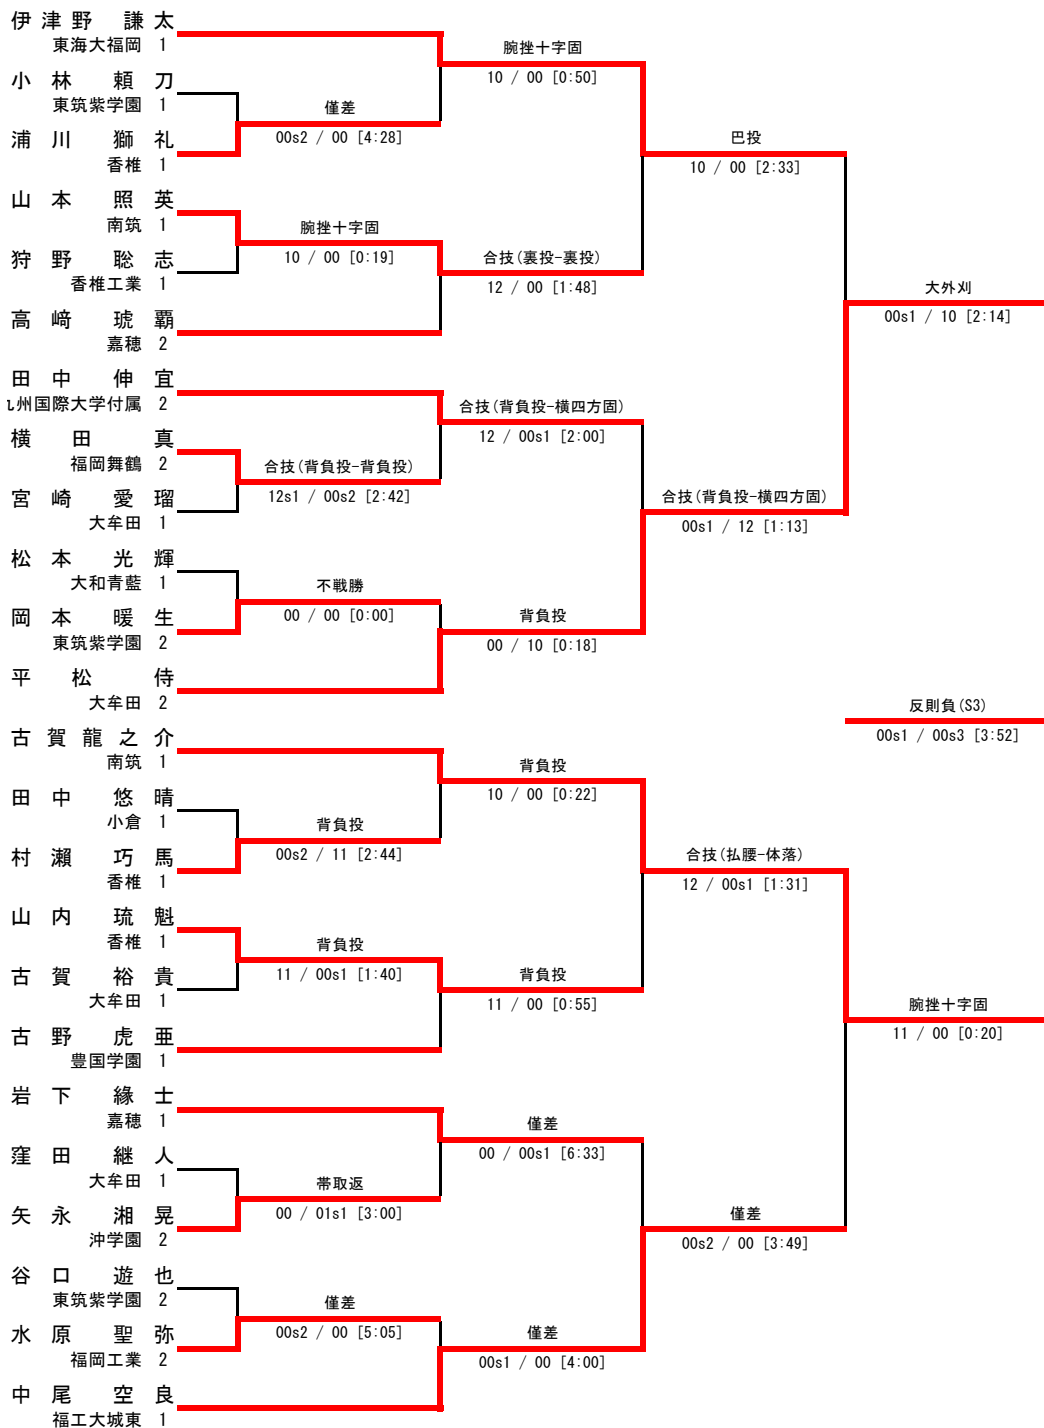 伊津野 謙太
東海大福岡 1
小林 頼刀
東筑紫学園 1
浦川 獅礼
香椎 1
山本 照英
南筑 1
狩野 聡志
香椎工業 1
高﨑 琥覇
嘉穂 2
田中 伸宜
九州国際大学付属 2
横田 真
福岡舞鶴 2
宮崎 愛瑠
大牟田 1
松本 光輝
大和青藍 1
岡本 暖生
東筑紫学園 2
平松 侍
大牟田 2
古賀 龍之介
南筑 1
田中 悠晴
小倉 1
村瀨 巧馬
香椎 1
山内 琉魁
香椎 1
古賀 裕貴
大牟田 1
古野 虎亜
豊国学園 1
岩下 緣士
嘉穂 1
窪田 継人
大牟田 1
矢永 湘晃
沖学園 2
谷口 遊也
東筑紫学園 2
水原 聖弥
福岡工業 2
中尾 空良
福工大城東 1
僅差
00s2 / 00 [4:28]
腕挫十字固
10 / 00 [0:19]
合技(背負投-背負投)
12s1 / 00s2 [2:42]
不戦勝
00 / 00 [0:00]
背負投
00s2 / 11 [2:44]
背負投
11 / 00s1 [1:40]
帯取返
00 / 01s1 [3:00]
僅差
00s2 / 00 [5:05]
腕挫十字固
10 / 00 [0:50]
合技(裏投-裏投)
12 / 00 [1:48]
合技(背負投-横四方固)
12 / 00s1 [2:00]
背負投
00 / 10 [0:18]
背負投
10 / 00 [0:22]
背負投
11 / 00 [0:55]
僅差
00 / 00s1 [6:33]
僅差
00s1 / 00 [4:00]
巴投
10 / 00 [2:33]
合技(背負投-横四方固)
00s1 / 12 [1:13]
合技(払腰-体落)
12 / 00s1 [1:31]
僅差
00s2 / 00 [3:49]
大外刈
00s1 / 10 [2:14]
反則負(S3)
00s1 / 00s3 [3:52]
腕挫十字固
11 / 00 [0:20]